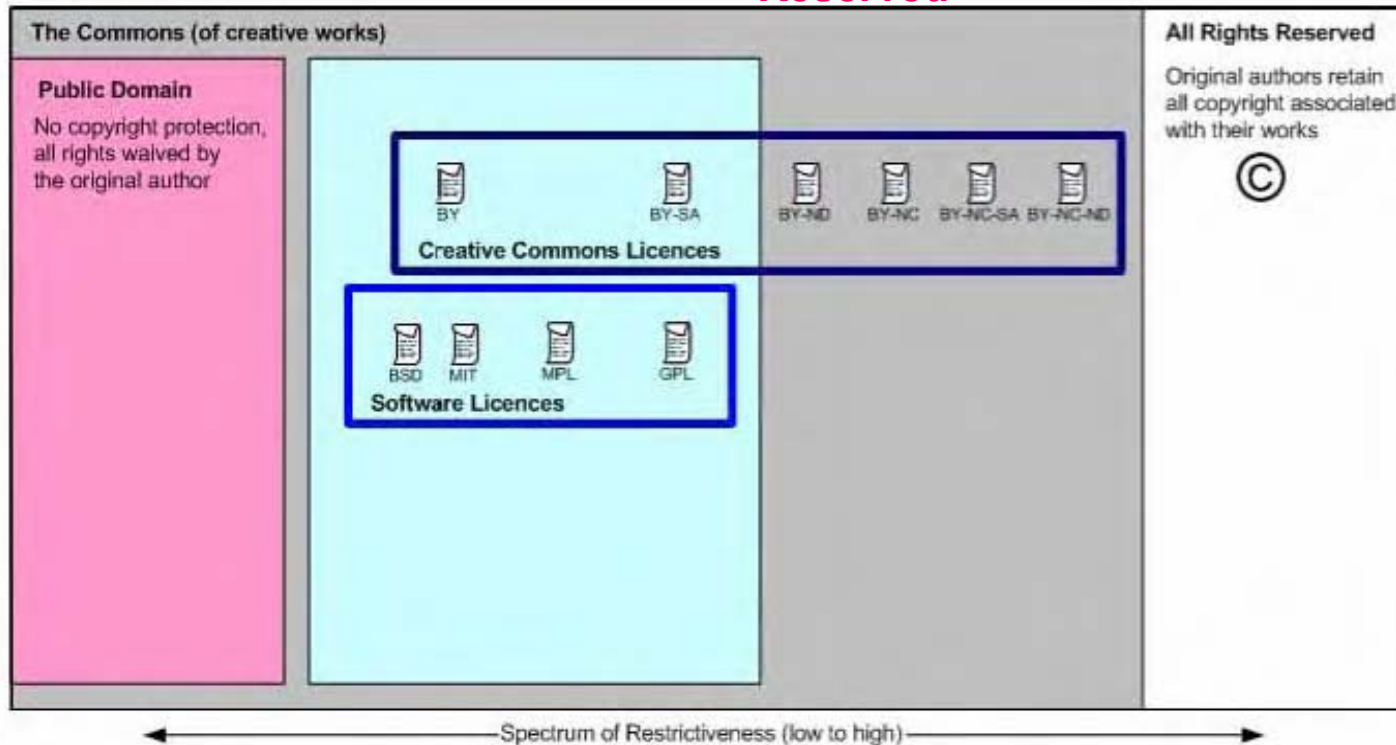 The Commons (of creative works)
Public Domain
No copyright protection,
all rights waived by
the original author
BY
BY-SA
BY-ND
BY-NC
BY-NC-SA
BY-NC-ND
Creative Commons Licences
BSD
MIT
MPL
GPL
Software Licences
All Rights Reserved
Original authors retain
all copyright associated
with their works
©
Spectrum of Restrictiveness (low to high)